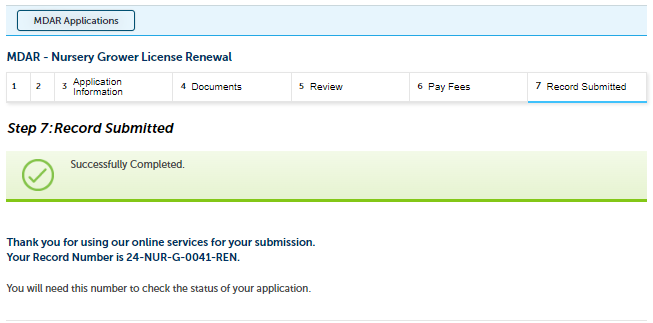 MDAR Applications
MDAR - Nursery Grower License Renewal
1 2 3 Application Information 4 Documents 5 Review 6 Pay Fees 7 Record Submitted
Step 7:Record Submitted
Successfully Completed.
Thank you for using our online services for your submission.
Your Record Number is 24-NUR-G-0041-REN.
You will need this number to check the status of your application.